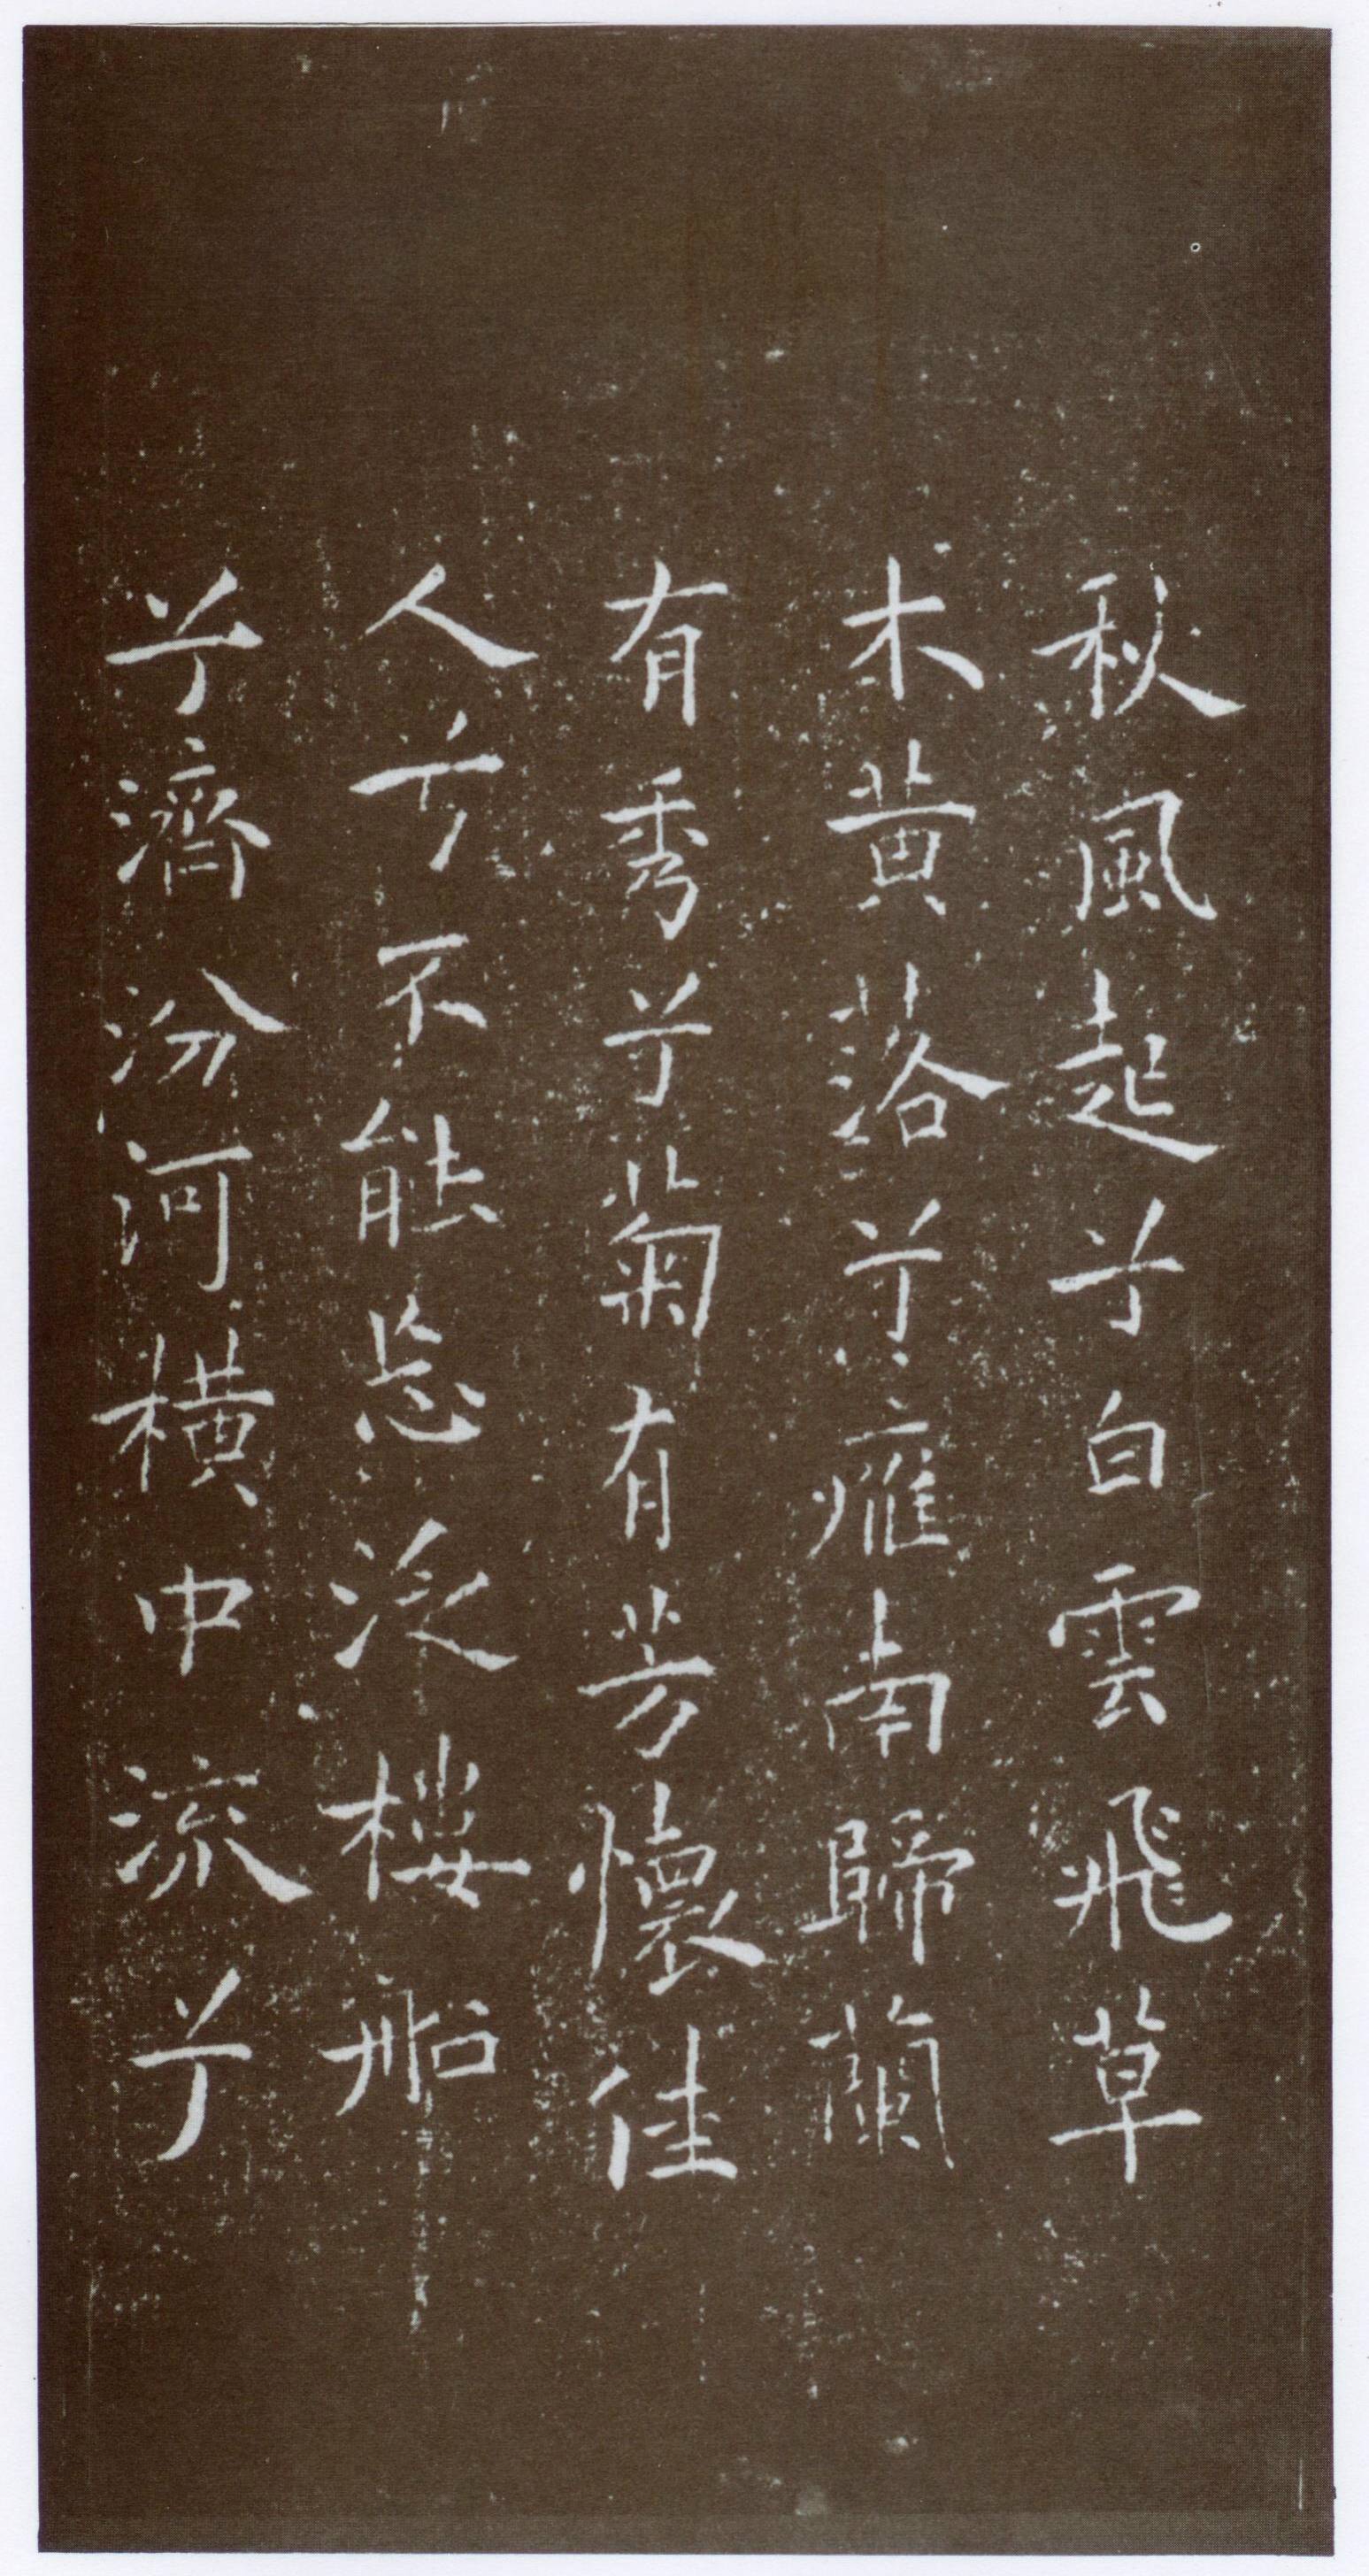 秋風起兮白雲飛草
木黃落兮雁南歸蘭
有秀兮菊有芳懷佳
人兮不能忘泛樓船
兮濟汾河橫中流兮